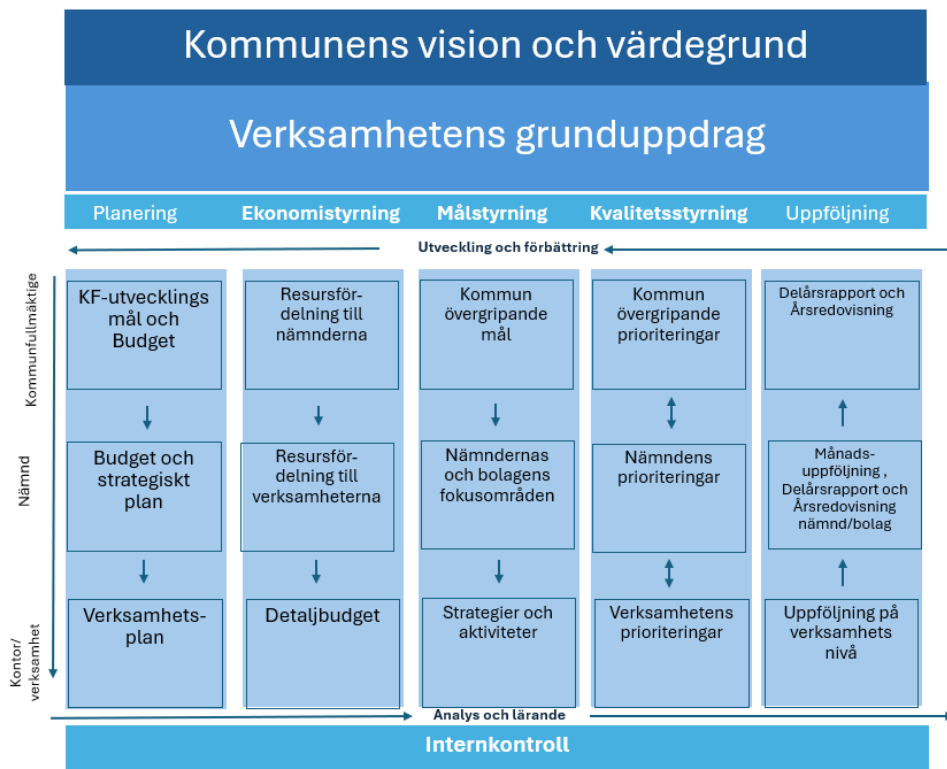 Kommunens vision och värdegrund
Verksamhetens grunduppdrag
Planering
Ekonomistyrning
Målstyrning
Kvalitetsstyrning
Uppföljning
Utveckling och förbättring
Kommunfullmäktige
KF-utvecklings
mål och
Budget
Resursför-
delning till
nämnderna
Kommun
övergripande
mål
Kommun
övergripande
prioriteringar
Delårsrapport och
Årsredovisning
Nämnd
Budget och
strategiskt
plan
Resursför-
delning till
verksamheterna
Nämndernas
och bolagens
fokusområden
Nämndens
prioriteringar
Månads-
uppföljning ,
Delårsrapport och
Årsredovisning
nämnd/bolag
Kontor/
verksamhet
Verksamhets-
plan
Detaljbudget
Strategier och
aktiviteter
Verksamhetens
prioriteringar
Uppföljning på
verksamhets
nivå
Analys och lärande
Internkontroll